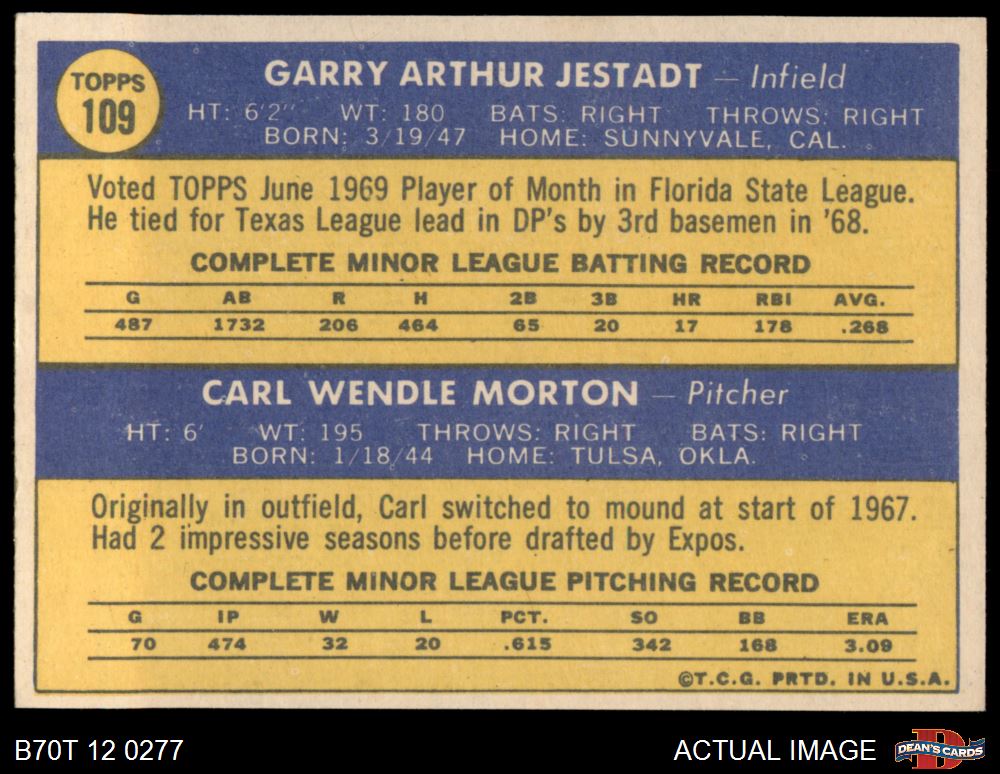 TOPPS
109
GARRY ARTHUR JESTADT — Infield
HT: 6'2" WT: 180 BATS: RIGHT THROWS: RIGHT
BORN: 3/19/47 HOME: SUNNYVALE, CAL.
Voted TOPPS June 1969 Player of Month in Florida State League.
He tied for Texas League lead in DP's by 3rd basemen in '68.
COMPLETE MINOR LEAGUE BATTING RECORD
G AB R H 2B 3B HR RBI AVG.
487 1732 206 464 65 20 17 178 .268
CARL WENDLE MORTON — Pitcher
HT: 6' WT: 195 THROWS: RIGHT BATS: RIGHT
BORN: 1/18/44 HOME: TULSA, OKLA.
Originally in outfield, Carl switched to mound at start of 1967.
Had 2 impressive seasons before drafted by Expos.
COMPLETE MINOR LEAGUE PITCHING RECORD
G IP W L PCT. SO BB ERA
70 474 32 20 .615 342 168 3.09
©T.C.G. PRTD. IN U.S.A.
B70T 12 0277 ACTUAL IMAGE
D
DEAN'S CARDS